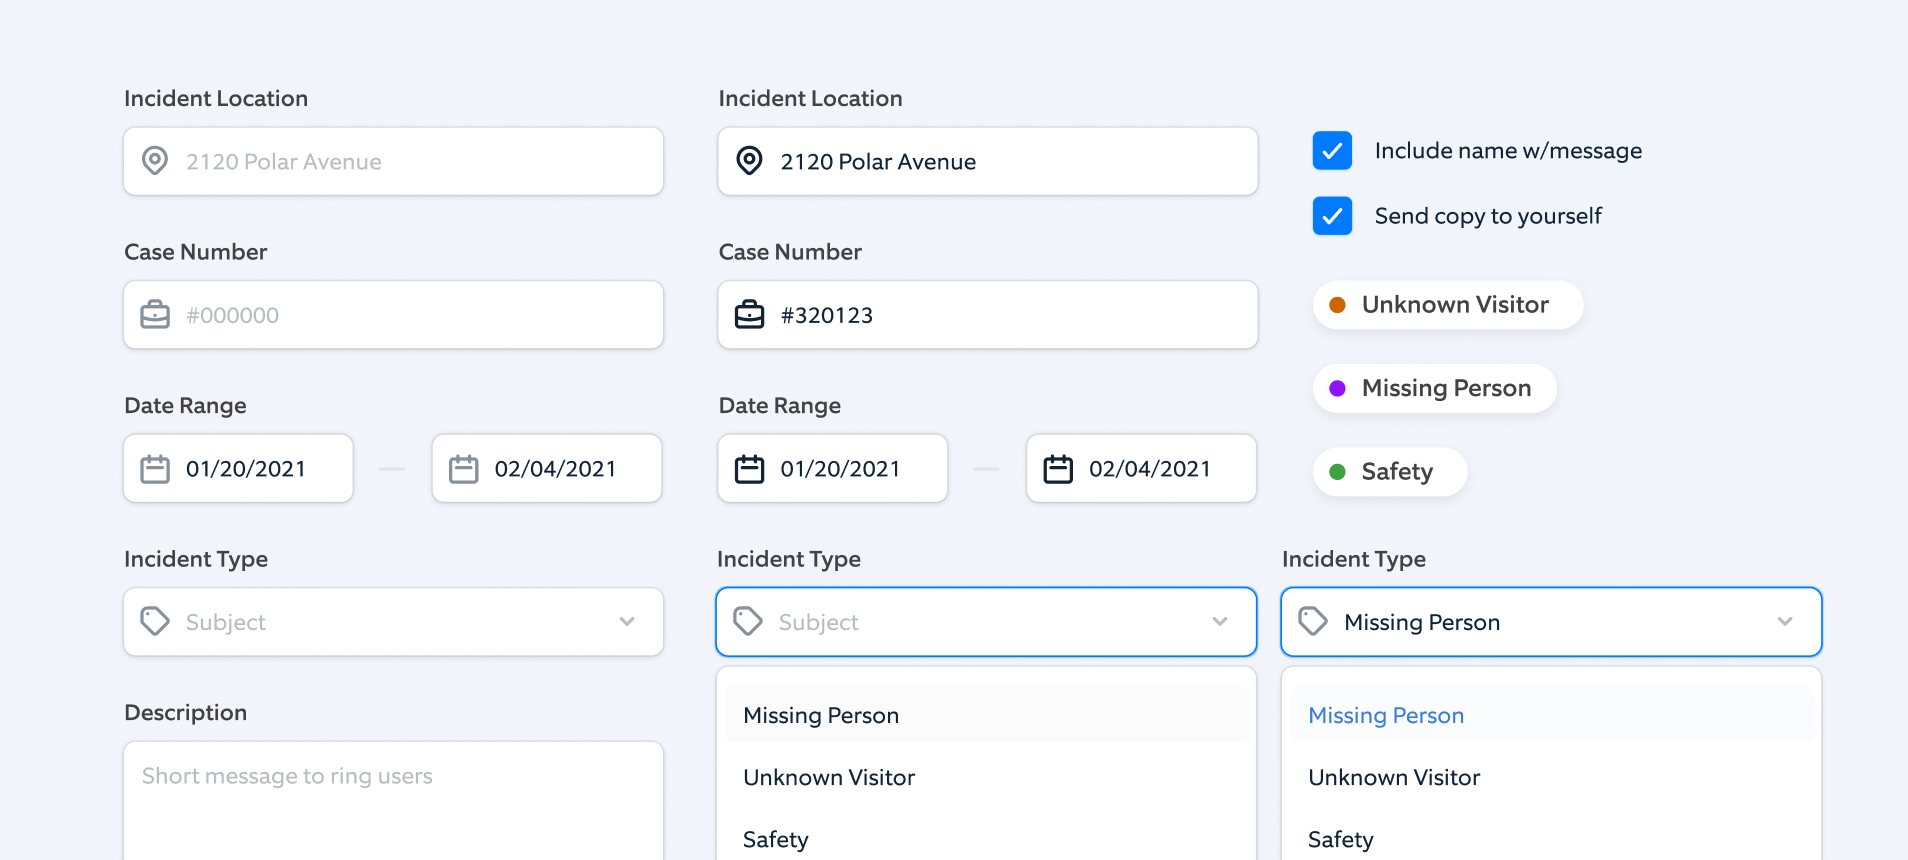 Incident Location
2120 Polar Avenue
Case Number
#000000
Date Range
01/20/2021
02/04/2021
Incident Type
Subject
Description
Short message to ring users
Incident Location
2120 Polar Avenue
Case Number
#320123
Date Range
01/20/2021
02/04/2021
Incident Type
Subject
Missing Person
Unknown Visitor
Safety
Include name w/message
Send copy to yourself
Unknown Visitor
Missing Person
Safety
Incident Type
Missing Person
Missing Person
Unknown Visitor
Safety